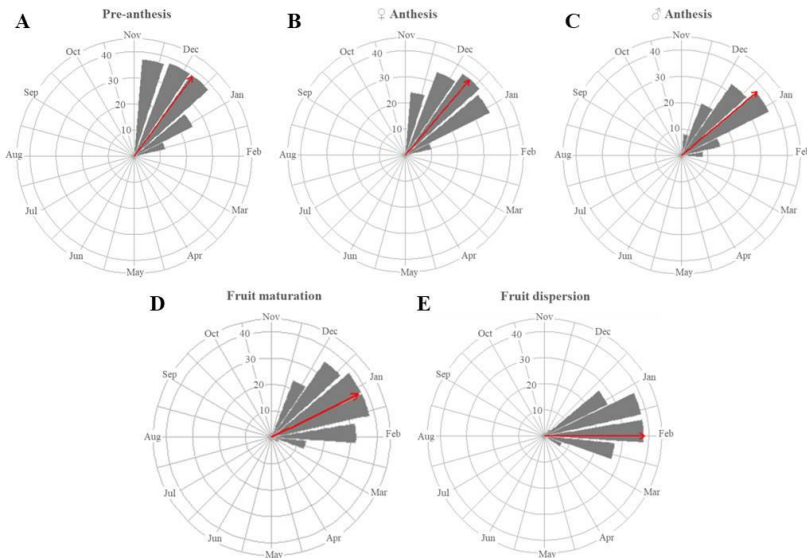 A
Pre-anthesis
Nov
Dec
Jan
Feb
Mar
Apr
May
Jun
Jul
Aug
Sep
Oct
40
30
20
10
B
♀ Anthesis
Nov
Dec
Jan
Feb
Mar
Apr
May
Jun
Jul
Aug
Sep
Oct
40
30
20
10
C
♂ Anthesis
Nov
Dec
Jan
Feb
Mar
Apr
May
Jun
Jul
Aug
Sep
Oct
40
30
20
10
D
Fruit maturation
Nov
Dec
Jan
Feb
Mar
Apr
May
Jun
Jul
Aug
Sep
Oct
40
30
20
10
E
Fruit dispersion
Nov
Dec
Jan
Feb
Mar
Apr
May
Jun
Jul
Aug
Sep
Oct
40
30
20
10